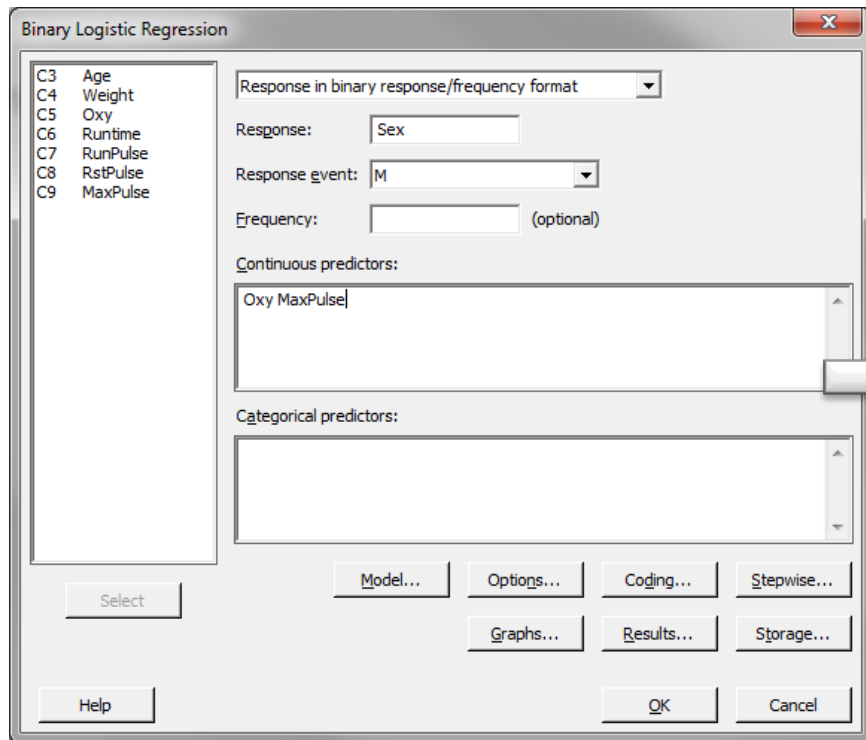 Binary Logistic Regression
C3 Age
C4 Weight
C5 Oxy
C6 Runtime
C7 RunPulse
C8 RstPulse
C9 MaxPulse
Response in binary response/frequency format
Response: Sex
Response event: M
Frequency: (optional)
Continuous predictors:
Oxy MaxPulse
Categorical predictors:
Select
Model... Options... Coding... Stepwise...
Graphs... Results... Storage...
Help OK Cancel